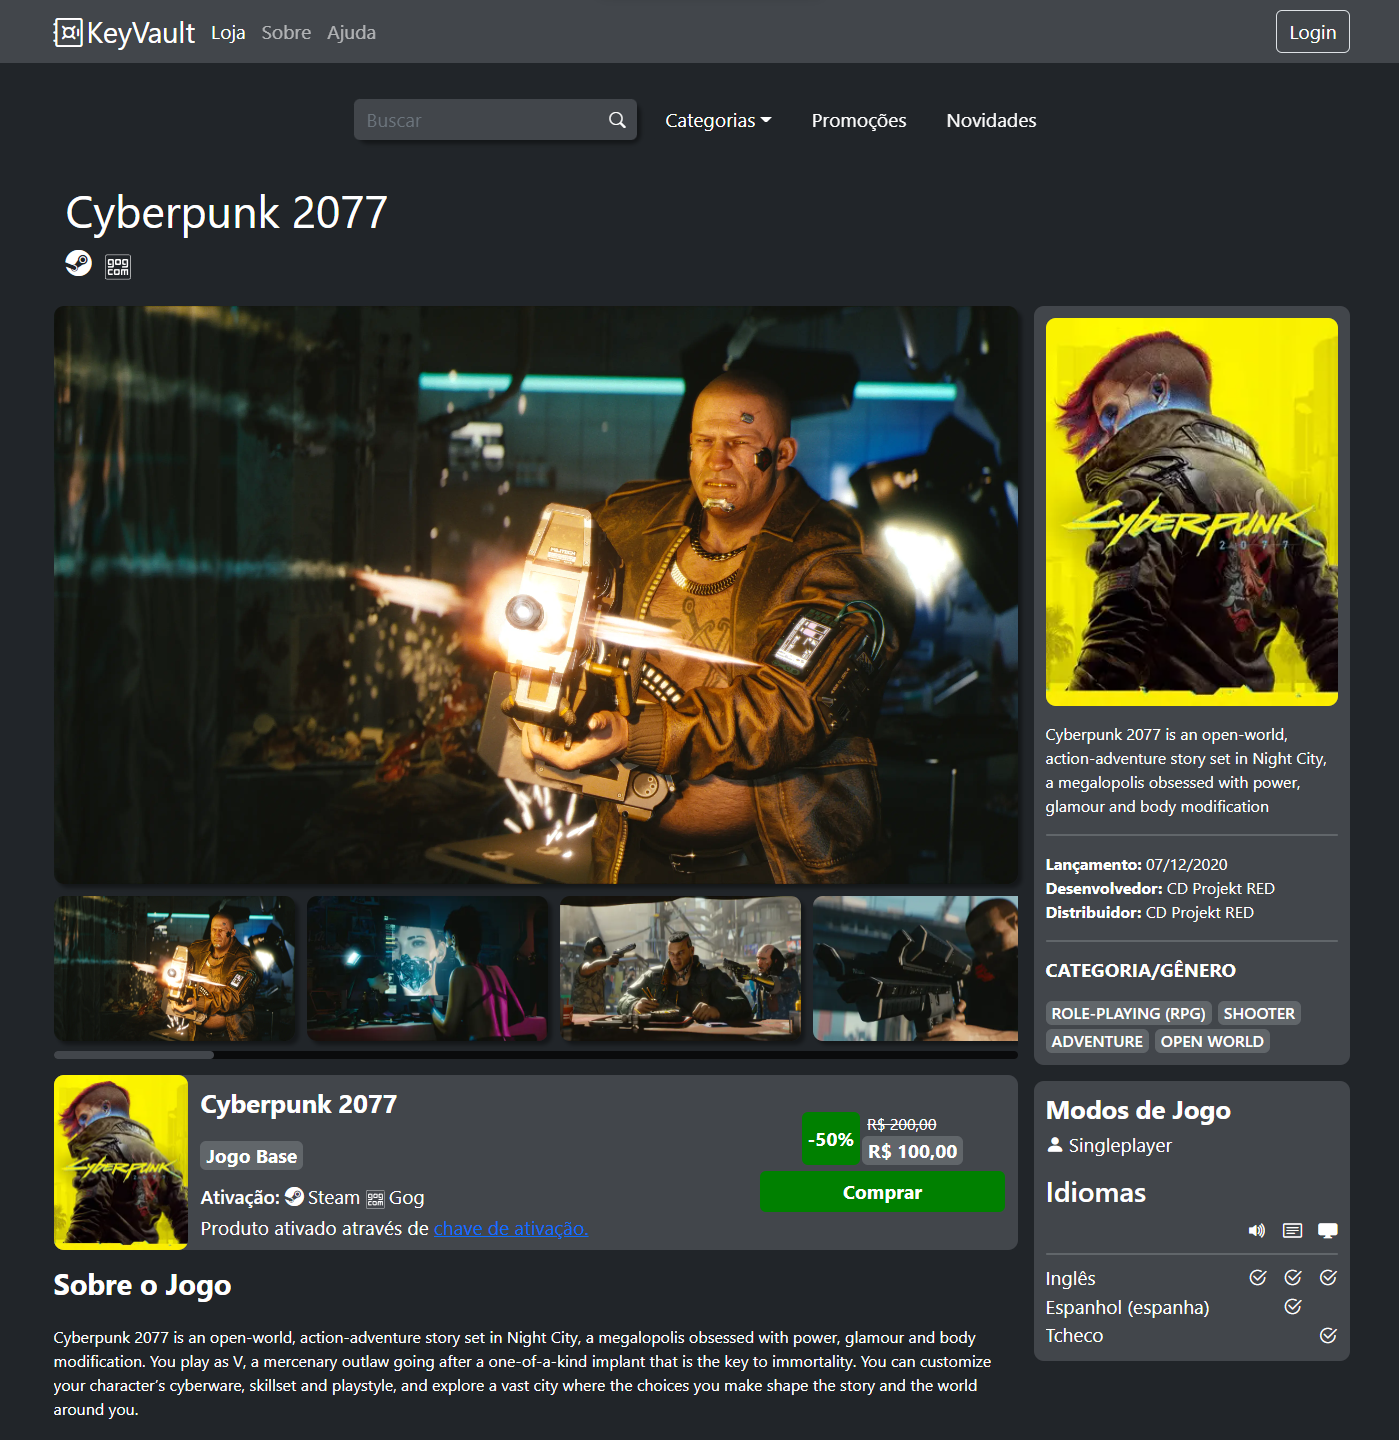 KeyVault Loja Sobre Ajuda Login
Buscar Categorias Promoções Novidades
Cyberpunk 2077
gog
com
Cyberpunk
2077
Cyberpunk 2077 is an open-world,
action-adventure story set in Night City,
a megalopolis obsessed with power,
glamour and body modification
Lançamento: 07/12/2020
Desenvolvedor: CD Projekt RED
Distribuidor: CD Projekt RED
CATEGORIA/GÊNERO
ROLE-PLAYING (RPG) SHOOTER
ADVENTURE OPEN WORLD
Cyberpunk
Cyberpunk 2077
Jogo Base
Ativação: Steam gog com Gog
Produto ativado através de chave de ativação.
-50% R$ 200,00
R$ 100,00
Comprar
Modos de Jogo
Singleplayer
Idiomas
Inglês
Espanhol (espanha)
Tcheco
Sobre o Jogo
Cyberpunk 2077 is an open-world, action-adventure story set in Night City, a megalopolis obsessed with power, glamour and body
modification. You play as V, a mercenary outlaw going after a one-of-a-kind implant that is the key to immortality. You can customize
your character’s cyberware, skillset and playstyle, and explore a vast city where the choices you make shape the story and the world
around you.